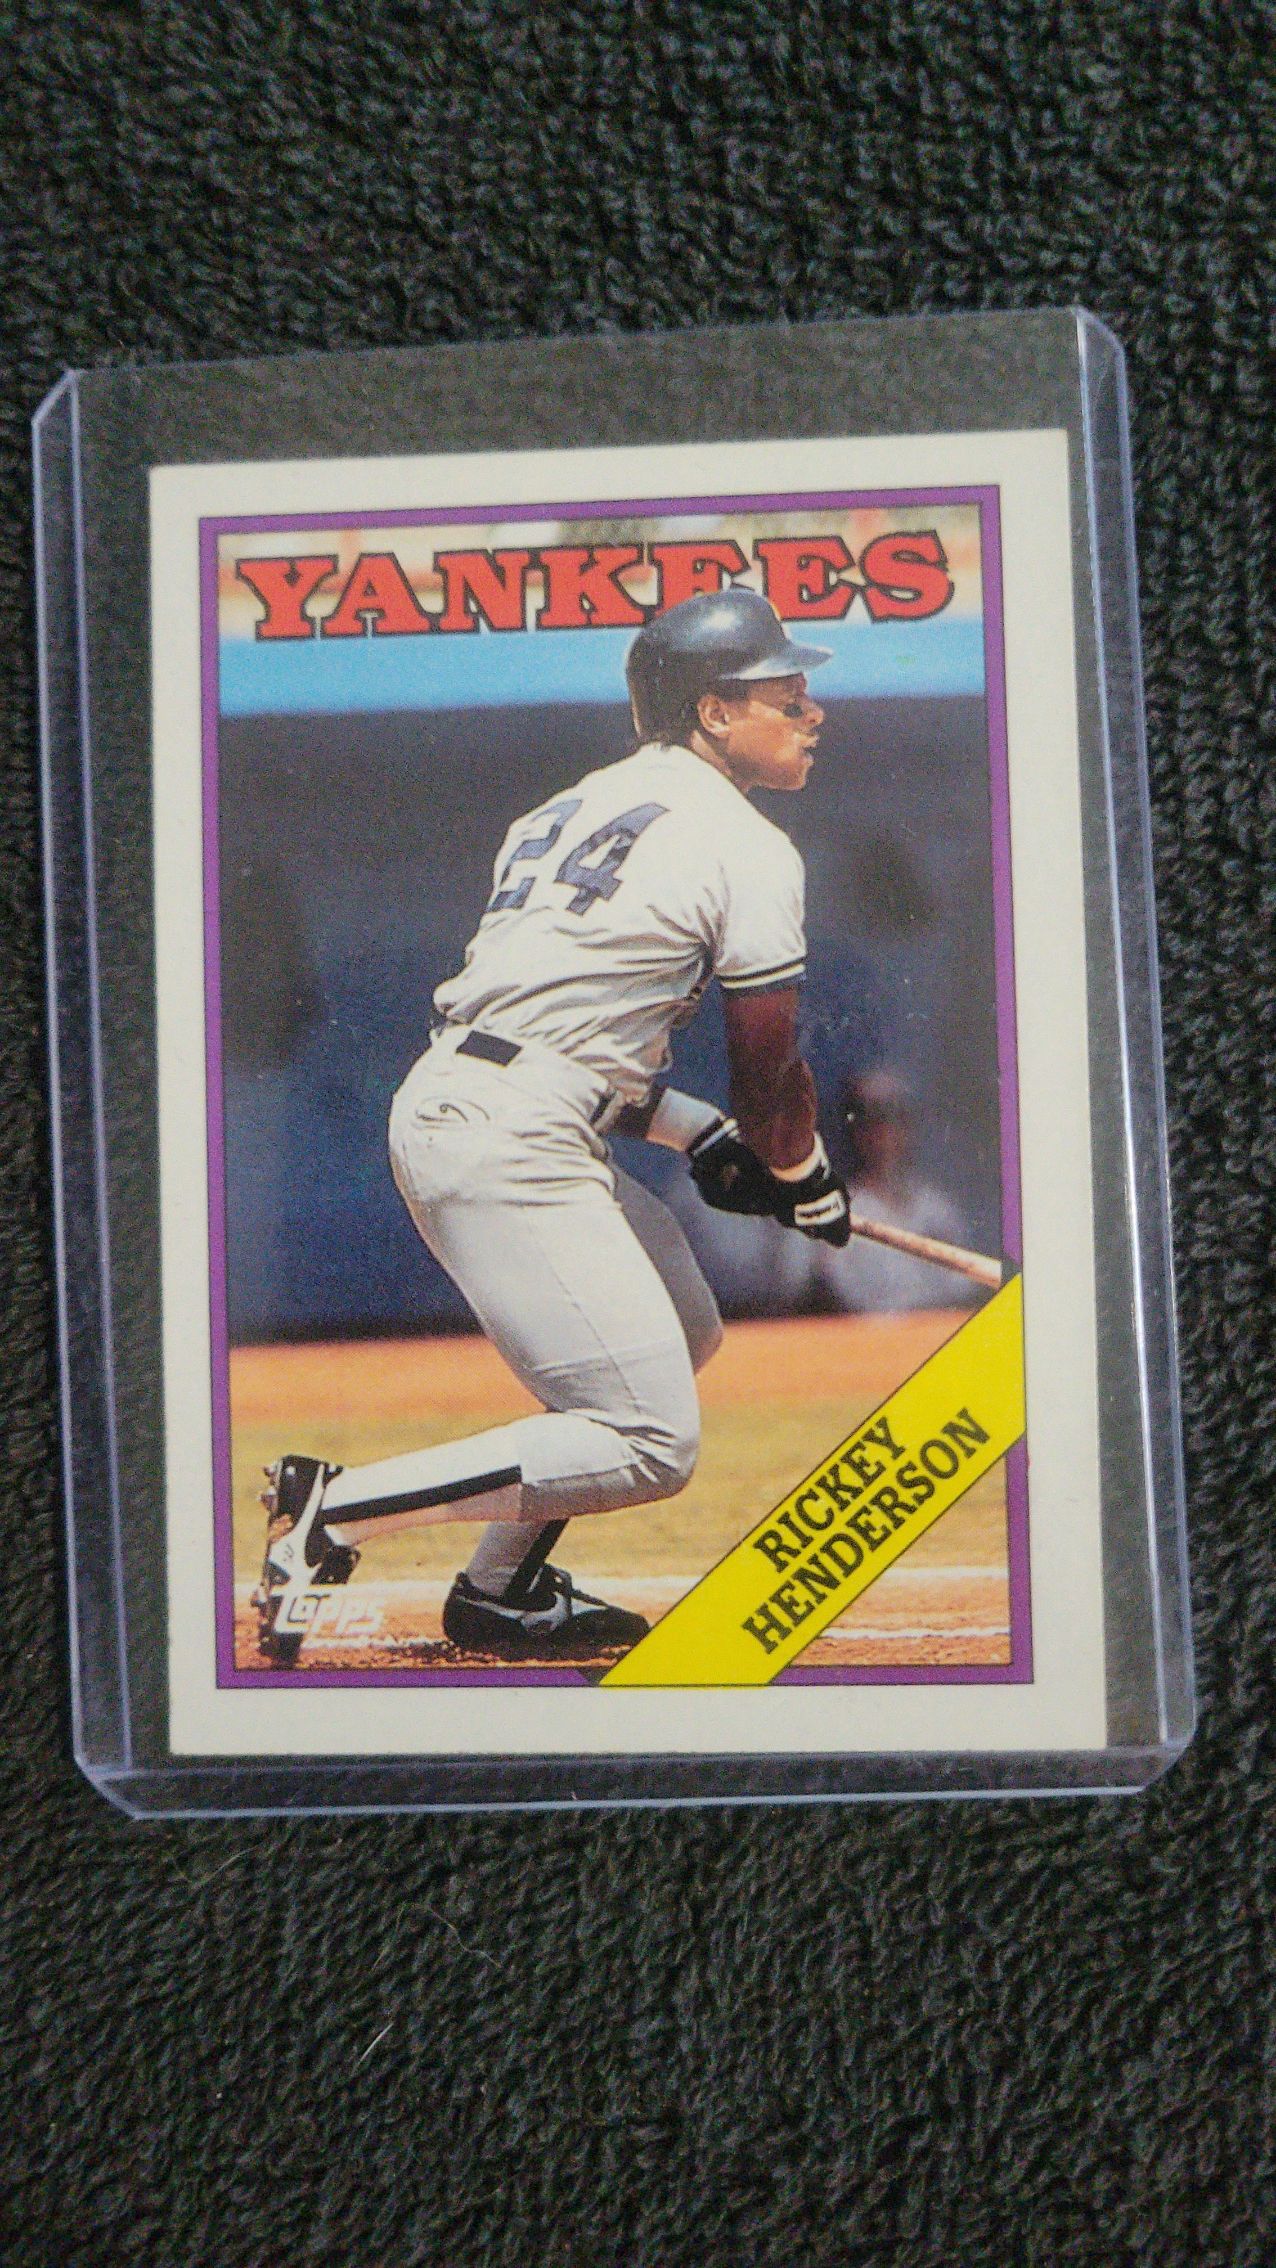 YANKEES
24
RICKEY
HENDERSON
Topps